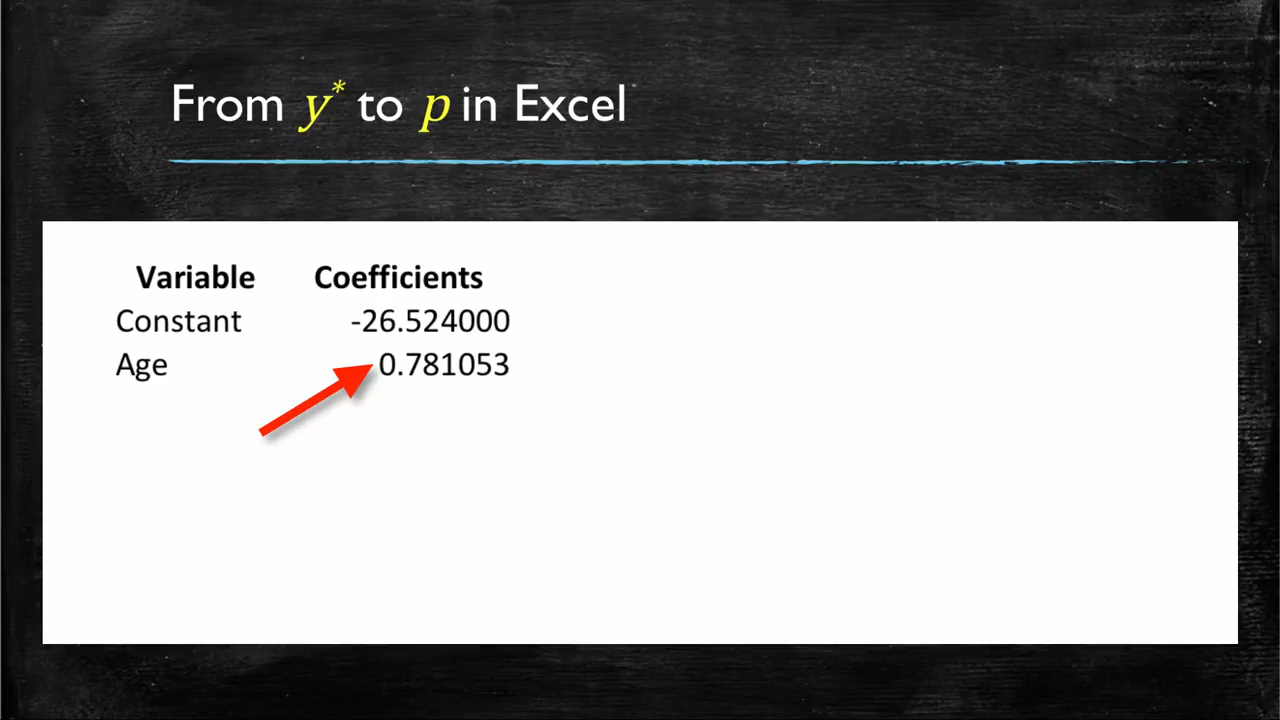 From y* to p in Excel
Variable Coefficients
Constant -26.524000
Age 0.781053